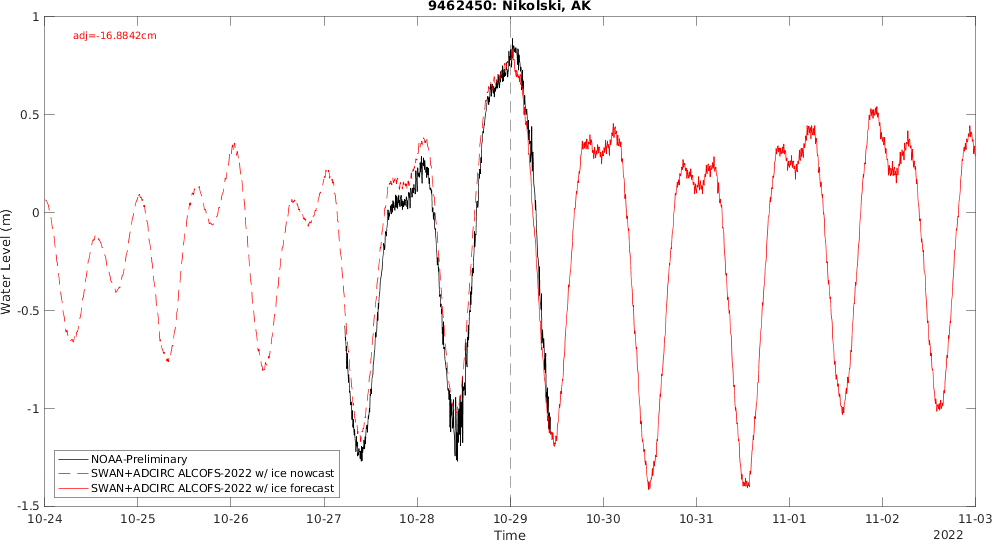 9462450: Nikolski, AK
adj=-16.8842cm
1
0.5
0
-0.5
-1
-1.5
Water Level (m)
NOAA-Preliminary
SWAN+ADCIRC ALCOFS-2022 w/ ice nowcast
SWAN+ADCIRC ALCOFS-2022 w/ ice forecast
10-24 10-25 10-26 10-27 10-28 10-29 10-30 10-31 11-01 11-02 11-03
Time
2022